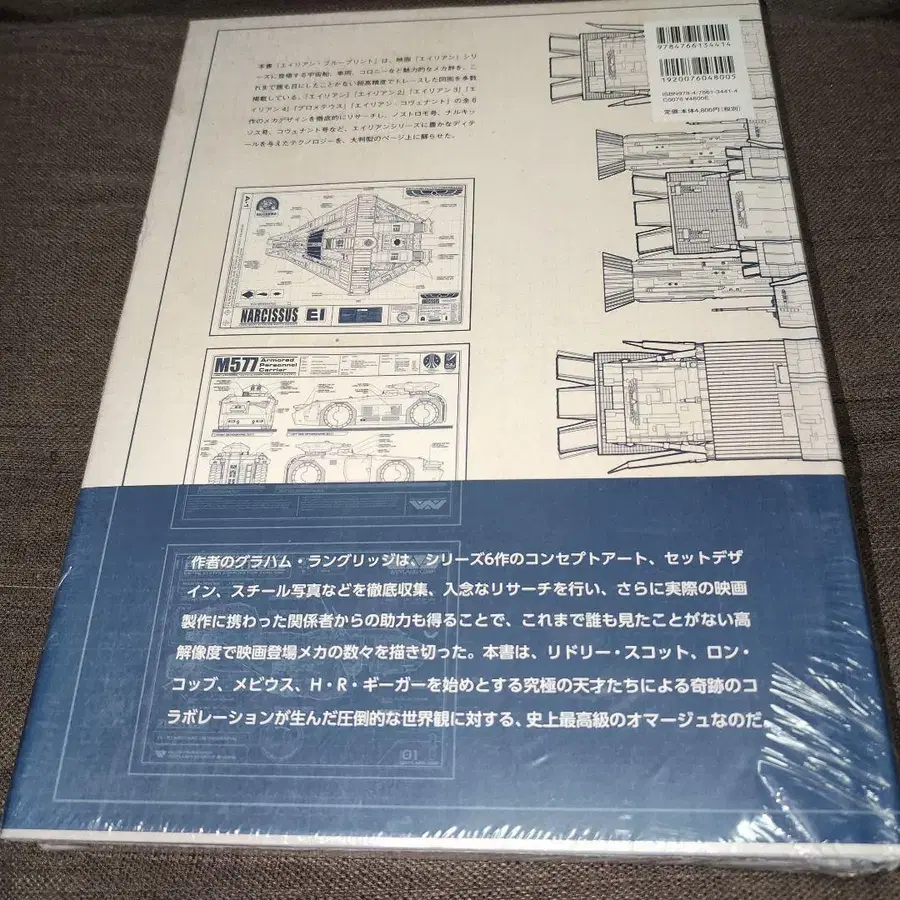 9784766134414
1920076048005
ISBN978-4-7661-3441-4
C0076 ¥4800E
定価:本体4,800円(税別)
本書『エイリアン・ブループリント』は、映画『エイリアン』シリ
ーズに登場する宇宙船、車両、コロニーなど魅力的なメカ群を、こ
れまで誰も目にしたことがない超高精度でトレースした図面を多数
掲載している。『エイリアン』『エイリアン2』『エイリアン3』『エ
イリアン4』『プロメテウス』『エイリアン:コヴェナント』の全6
作のメカデザインを徹底的にリサーチし、ノストロモ号、ナルキッ
ソス号、コヴェナント号など、エイリアンシリーズに豊かなディテ
ールを与えたテクノロジーを、大判型のページ上に蘇らせた。
A-1
NARCISSUS EI
M577 Armored
Personnel
Carrier
作者のグラハム・ラングリッジは、シリーズ6作のコンセプトアート、セットデザ
イン、スチール写真などを徹底収集、入念なリサーチを行い、さらに実際の映画
製作に携わった関係者からの助力も得ることで、これまで誰も見たことがない高
解像度で映画登場メカの数々を描き切った。本書は、リドリー・スコット、ロン・
コッブ、メビウス、H・R・ギーガーを始めとする究極の天才たちによる奇跡のコ
ラボレーションが生んだ圧倒的な世界観に対する、史上最高級のオマージュなのだ。
01